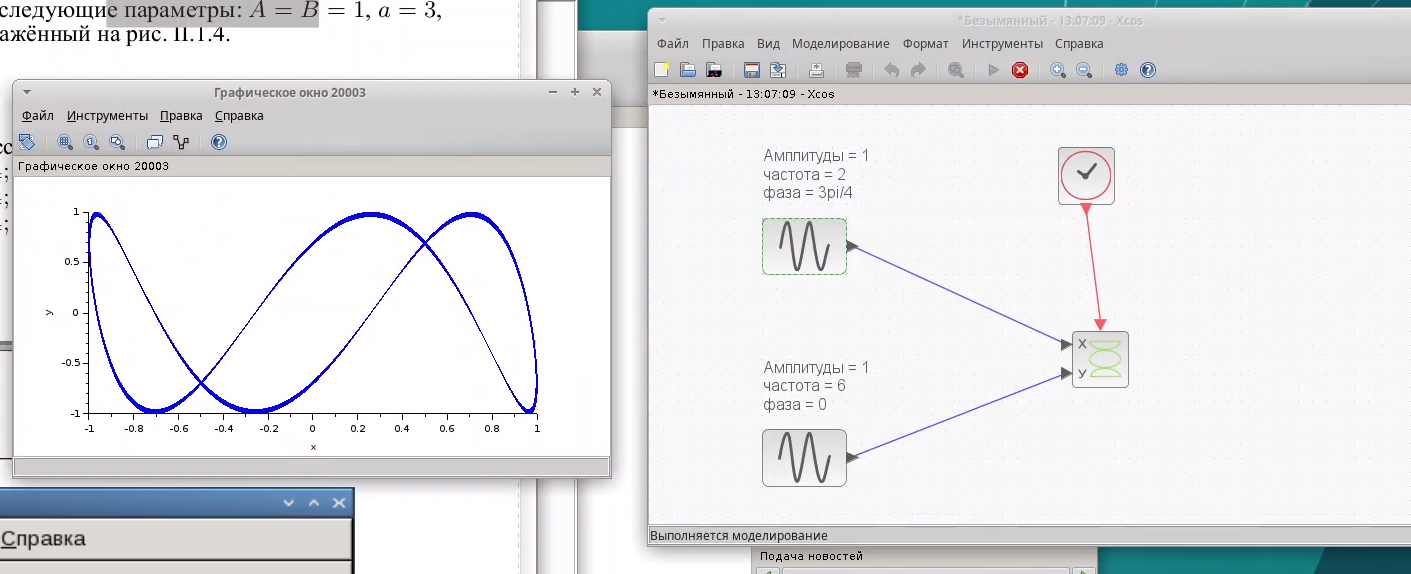 следующие параметры: A = B = 1, a = 3,
ажённый на рис. II.1.4.
Графическое окно 20003
Файл Инструменты Правка Справка
Графическое окно 20003
1
0.5
0
-0.5
-1
y
-1 -0.8 -0.6 -0.4 -0.2 0 0.2 0.4 0.6 0.8 1
x
Справка
*Безымянный - 13:07:09 - Xcos
Файл Правка Вид Моделирование Формат Инструменты Справка
*Безымянный - 13:07:09 - Xcos
Амплитуды = 1
частота = 2
фаза = 3pi/4
Амплитуды = 1
частота = 6
фаза = 0
X
У
Выполняется моделирование
Подача новостей